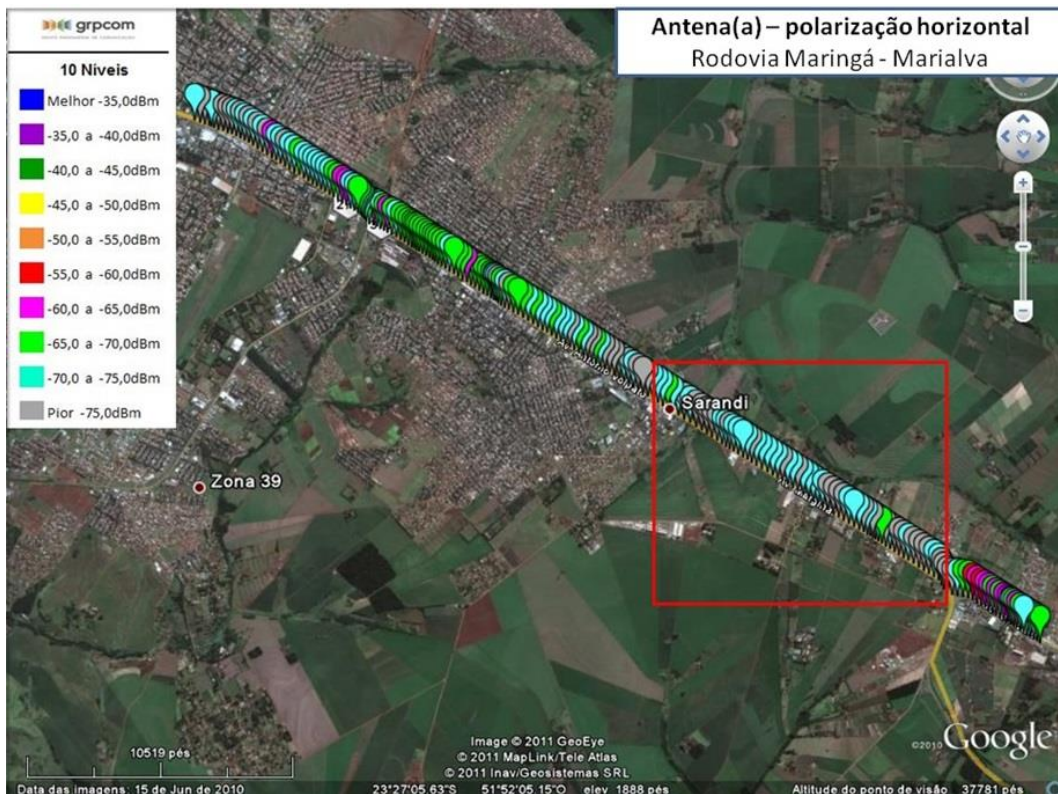 grpcom
10 Níveis
Melhor -35,0dBm
-35,0 a -40,0dBm
-40,0 a -45,0dBm
-45,0 a -50,0dBm
-50,0 a -55,0dBm
-55,0 a -60,0dBm
-60,0 a -65,0dBm
-65,0 a -70,0dBm
-70,0 a -75,0dBm
Pior -75,0dBm
Antena(a) – polarização horizontal
Rodovia Maringá - Marialva
Sarandi
Zona 39
10519 pés
Image © 2011 GeoEye
© 2011 MapLink/Tele Atlas
© 2011 Inav/Geosistemas SRL
©2010 Google
Data das imagens: 15 de Jun de 2010 23°27'05.63"S 51°52'05.15"O elev 1888 pés Altitude do ponto de visão 37781 pés